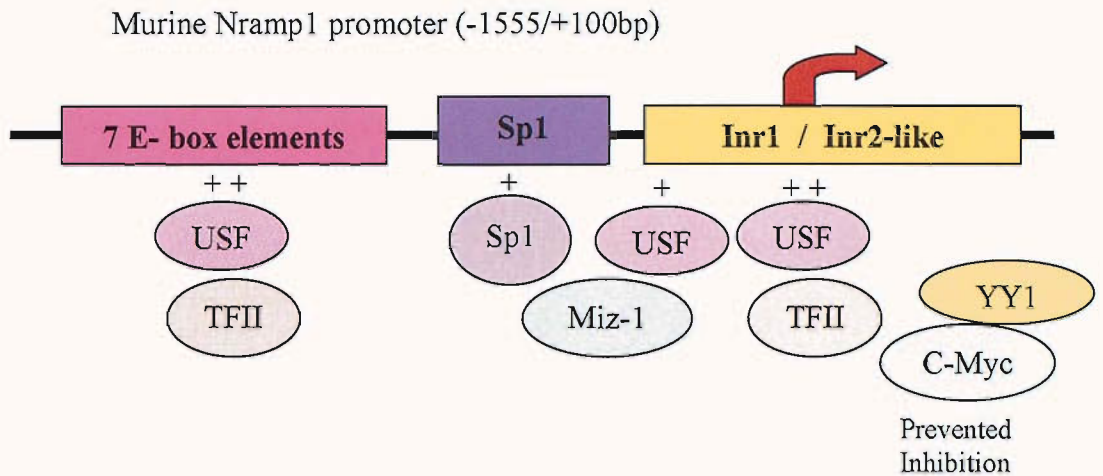 Murine Nramp1 promoter (-1555/+100bp)
7 E- box elements
Sp1
Inr1 / Inr2-like
+ +
+
+
+ +
USF
Sp1
USF
USF
TFII
Miz-1
TFII
YY1
C-Myc
Prevented
Inhibition